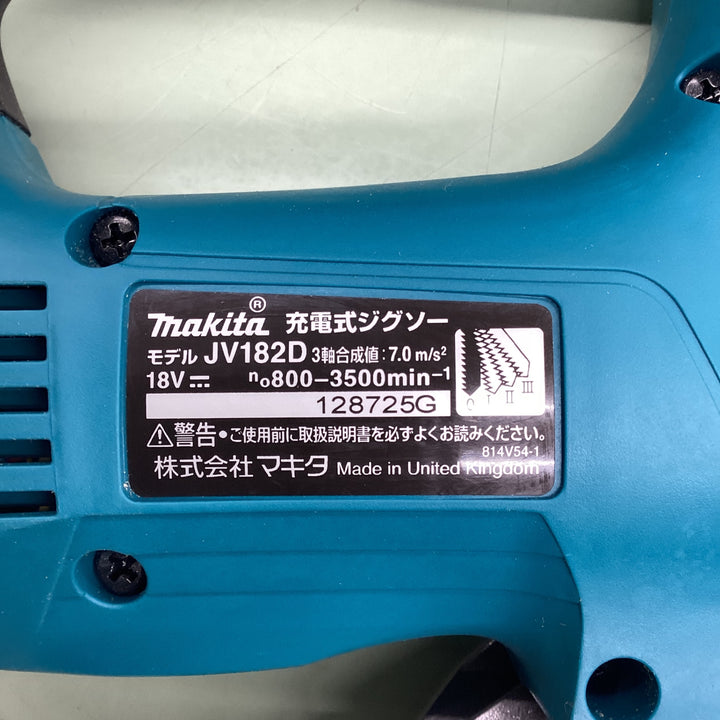 makita® 充電式ジグソー
モデル JV182D 3軸合成値:7.0 m/s²
18V⎓ n₀800-3500min⁻¹
128725G
0 I II III
⚠警告●ご使用前に取扱説明書を必ずよくお読みください。
814V54-1
株式会社 マキタ Made in United Kingdom